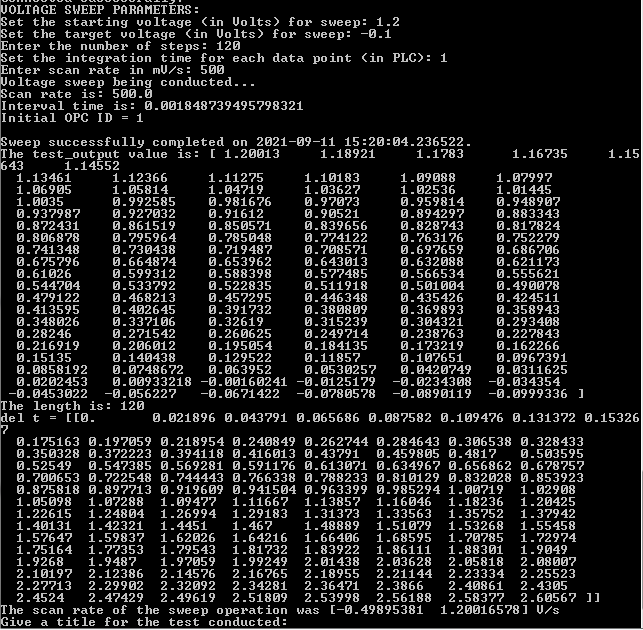 VOLTAGE SWEEP PARAMETERS:
Set the starting voltage (in Volts) for sweep: 1.2
Set the target voltage (in Volts) for sweep: -0.1
Enter the number of steps: 120
Set the integration time for each data point (in PLC): 1
Enter scan rate in mV/s: 500
Voltage sweep being conducted...
Scan rate is: 500.0
Interval time is: 0.001848739495798321
Initial OPC ID = 1
Sweep successfully completed on 2021-09-11 15:20:04.236522.
The test_output value is: [ 1.20013 1.18921 1.1783 1.16735 1.15
643 1.14552
1.13461 1.12366 1.11275 1.10183 1.09088 1.07997
1.06905 1.05814 1.04719 1.03627 1.02536 1.01445
1.0035 0.992585 0.981676 0.97073 0.959814 0.948907
0.937987 0.927032 0.91612 0.90521 0.894297 0.883343
0.872431 0.861519 0.850571 0.839656 0.828743 0.817824
0.806878 0.795964 0.785048 0.774122 0.763176 0.752279
0.741348 0.730438 0.719487 0.708571 0.697659 0.686706
0.675796 0.664874 0.653962 0.643013 0.632088 0.621173
0.61026 0.599312 0.588398 0.577485 0.566534 0.555621
0.544704 0.533792 0.522835 0.511918 0.501004 0.490078
0.479122 0.468213 0.457295 0.446348 0.435426 0.424511
0.413595 0.402645 0.391732 0.380809 0.369893 0.358943
0.348026 0.337106 0.32619 0.315239 0.304321 0.293408
0.28246 0.271542 0.260625 0.249714 0.238763 0.227843
0.216919 0.206012 0.195054 0.184135 0.173219 0.162266
0.15135 0.140438 0.129522 0.11857 0.107651 0.0967391
0.0858192 0.0748672 0.063952 0.0530257 0.0420749 0.0311625
0.0202453 0.00933218 -0.00160241 -0.0125179 -0.0234308 -0.034354
-0.0453022 -0.056227 -0.0671422 -0.0780578 -0.0890119 -0.0999336 ]
The length is: 120
del t = [[0. 0.021896 0.043791 0.065686 0.087582 0.109476 0.131372 0.15326
7
0.175163 0.197059 0.218954 0.240849 0.262744 0.284643 0.306538 0.328433
0.350328 0.372223 0.394118 0.416013 0.43791 0.459805 0.4817 0.503595
0.52549 0.547385 0.569281 0.591176 0.613071 0.634967 0.656862 0.678757
0.700653 0.722548 0.744443 0.766338 0.788233 0.810129 0.832028 0.853923
0.875818 0.897713 0.919609 0.941504 0.963399 0.985294 1.00719 1.02908
1.05098 1.07288 1.09477 1.11667 1.13857 1.16046 1.18236 1.20425
1.22615 1.24804 1.26994 1.29183 1.31373 1.33563 1.35752 1.37942
1.40131 1.42321 1.4451 1.467 1.48889 1.51079 1.53268 1.55458
1.57647 1.59837 1.62026 1.64216 1.66406 1.68595 1.70785 1.72974
1.75164 1.77353 1.79543 1.81732 1.83922 1.86111 1.88301 1.9049
1.9268 1.9487 1.97059 1.99249 2.01438 2.03628 2.05818 2.08007
2.10197 2.12386 2.14576 2.16765 2.18955 2.21144 2.23334 2.25523
2.27713 2.29902 2.32092 2.34281 2.36471 2.3866 2.40861 2.4305
2.4524 2.47429 2.49619 2.51809 2.53998 2.56188 2.58377 2.60567 ]]
The scan rate of the sweep operation was [-0.49895381 1.20016578] V/s
Give a title for the test conducted: